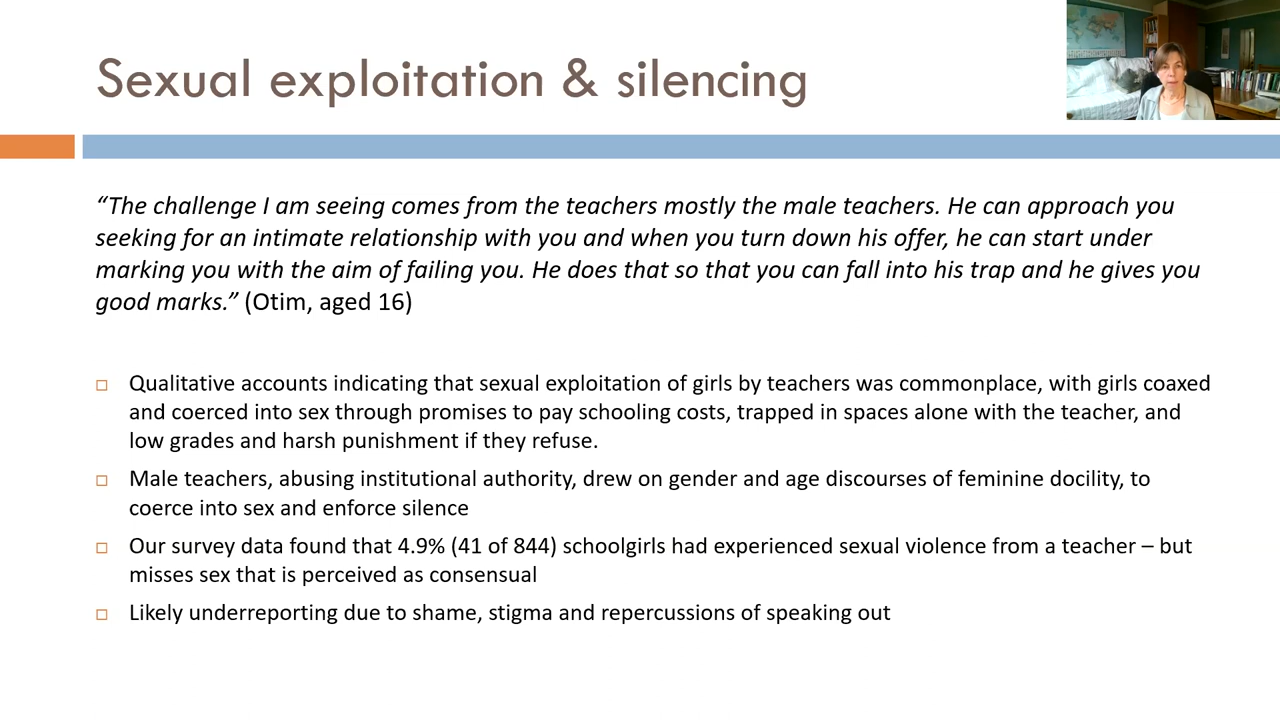 Sexual exploitation & silencing
“The challenge I am seeing comes from the teachers mostly the male teachers. He can approach you
seeking for an intimate relationship with you and when you turn down his offer, he can start under
marking you with the aim of failing you. He does that so that you can fall into his trap and he gives you
good marks.” (Otim, aged 16)
Qualitative accounts indicating that sexual exploitation of girls by teachers was commonplace, with girls coaxed
and coerced into sex through promises to pay schooling costs, trapped in spaces alone with the teacher, and
low grades and harsh punishment if they refuse.
Male teachers, abusing institutional authority, drew on gender and age discourses of feminine docility, to
coerce into sex and enforce silence
Our survey data found that 4.9% (41 of 844) schoolgirls had experienced sexual violence from a teacher – but
misses sex that is perceived as consensual
Likely underreporting due to shame, stigma and repercussions of speaking out